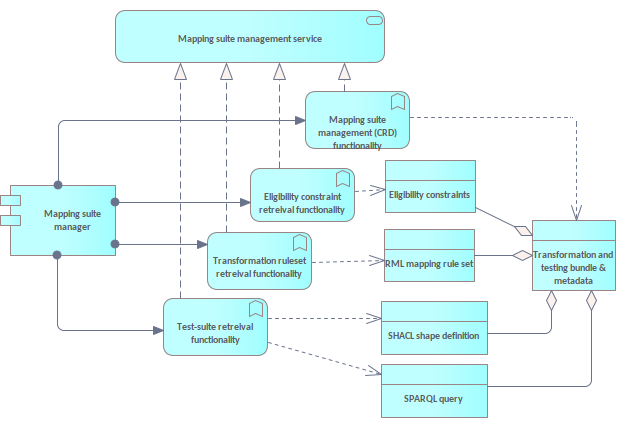 Mapping suite management service
Mapping suite
management (CRD)
functionality
Eligibility constraint
retreival functionality
Eligibility constraints
Mapping suite
manager
Transformation ruleset
retreival functionality
RML mapping rule set
Transformation and
testing bundle &
metadata
Test-suite retreival
functionality
SHACL shape definition
SPARQL query